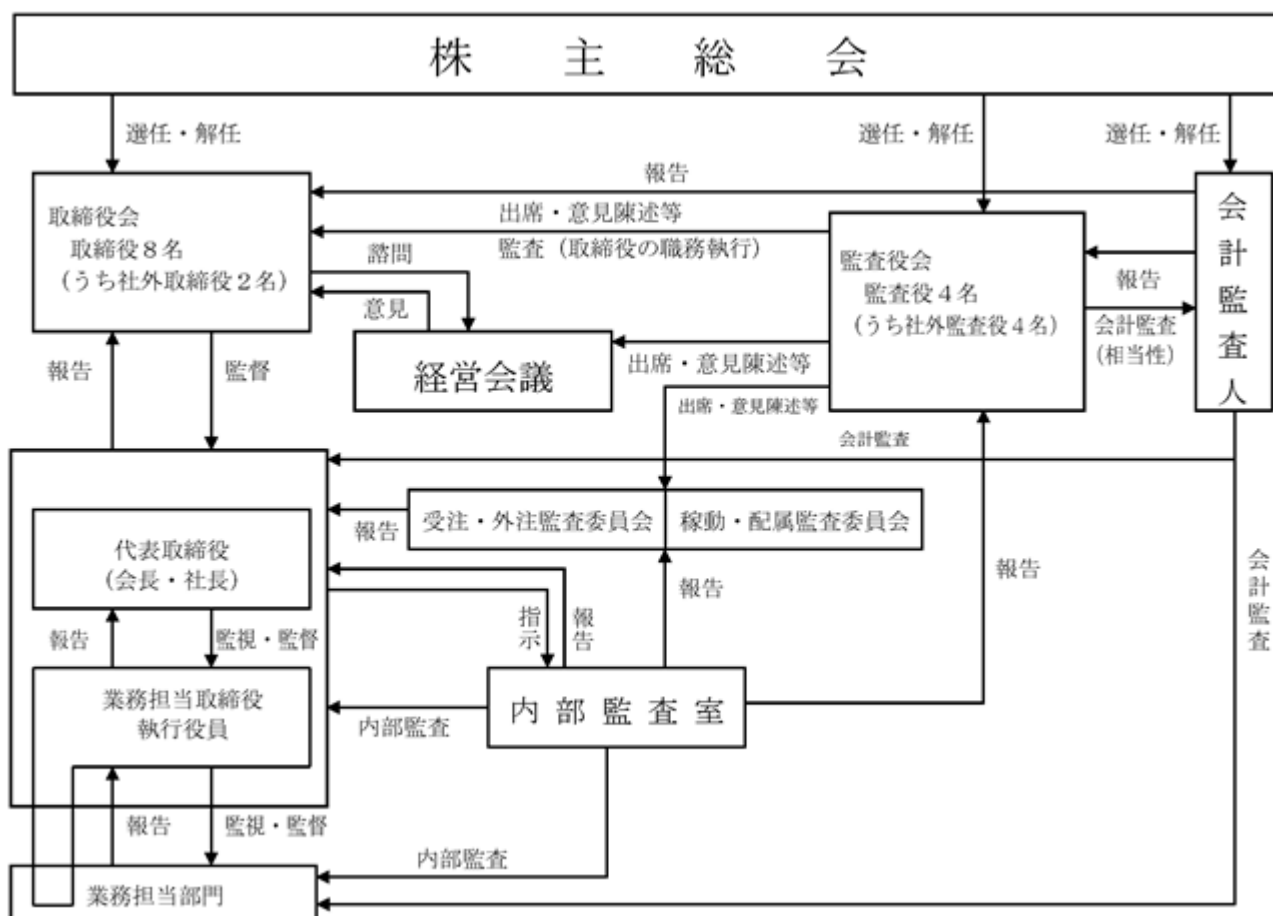 株主総会
選任・解任
選任・解任
選任・解任
報告
取締役会
取締役８名
（うち社外取締役２名）
出席・意見陳述等
監査（取締役の職務執行）
諮問
意見
監査役会
監査役４名
（うち社外監査役４名）
会計監査人
報告
会計監査
（相当性）
経営会議
出席・意見陳述等
出席・意見陳述等
報告
監督
会計監査
受注・外注監査委員会
稼動・配属監査委員会
報告
代表取締役
（会長・社長）
指示
報告
報告
報告
会計監査
報告
監視・監督
業務担当取締役
執行役員
内部監査
内部監査室
報告
監視・監督
内部監査
業務担当部門